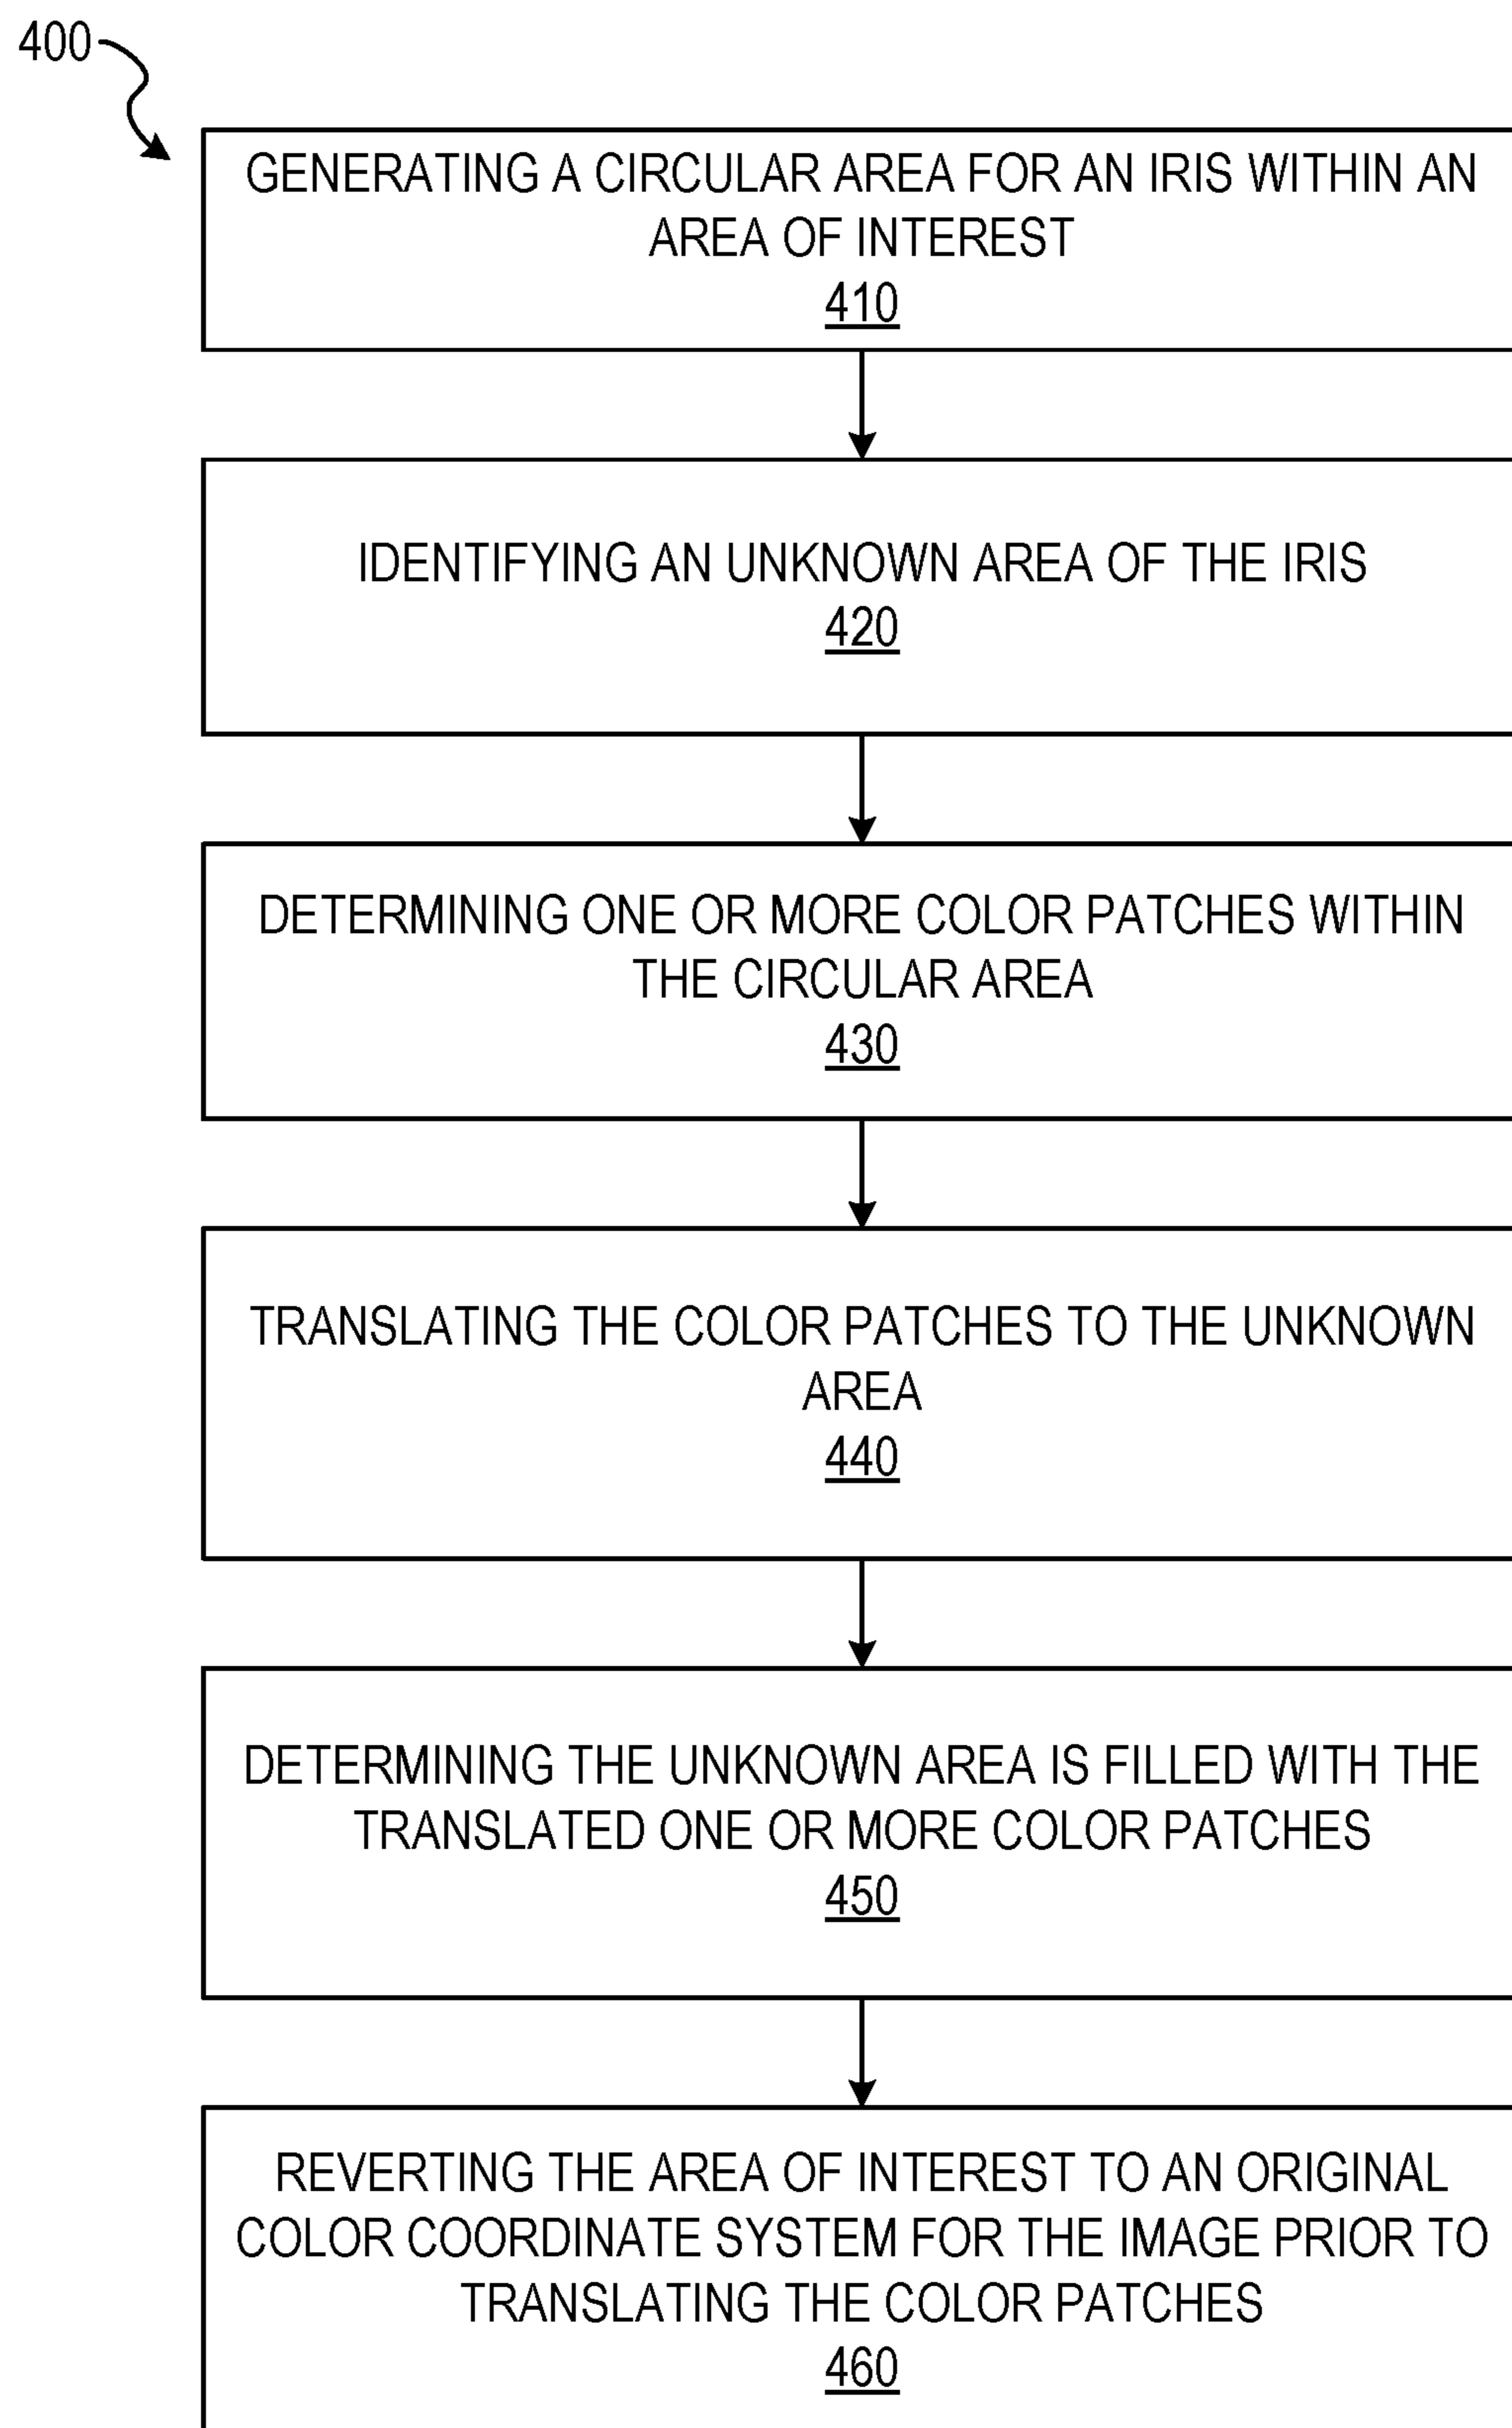 400
GENERATING A CIRCULAR AREA FOR AN IRIS WITHIN AN
AREA OF INTEREST
410
IDENTIFYING AN UNKNOWN AREA OF THE IRIS
420
DETERMINING ONE OR MORE COLOR PATCHES WITHIN
THE CIRCULAR AREA
430
TRANSLATING THE COLOR PATCHES TO THE UNKNOWN
AREA
440
DETERMINING THE UNKNOWN AREA IS FILLED WITH THE
TRANSLATED ONE OR MORE COLOR PATCHES
450
REVERTING THE AREA OF INTEREST TO AN ORIGINAL
COLOR COORDINATE SYSTEM FOR THE IMAGE PRIOR TO
TRANSLATING THE COLOR PATCHES
460